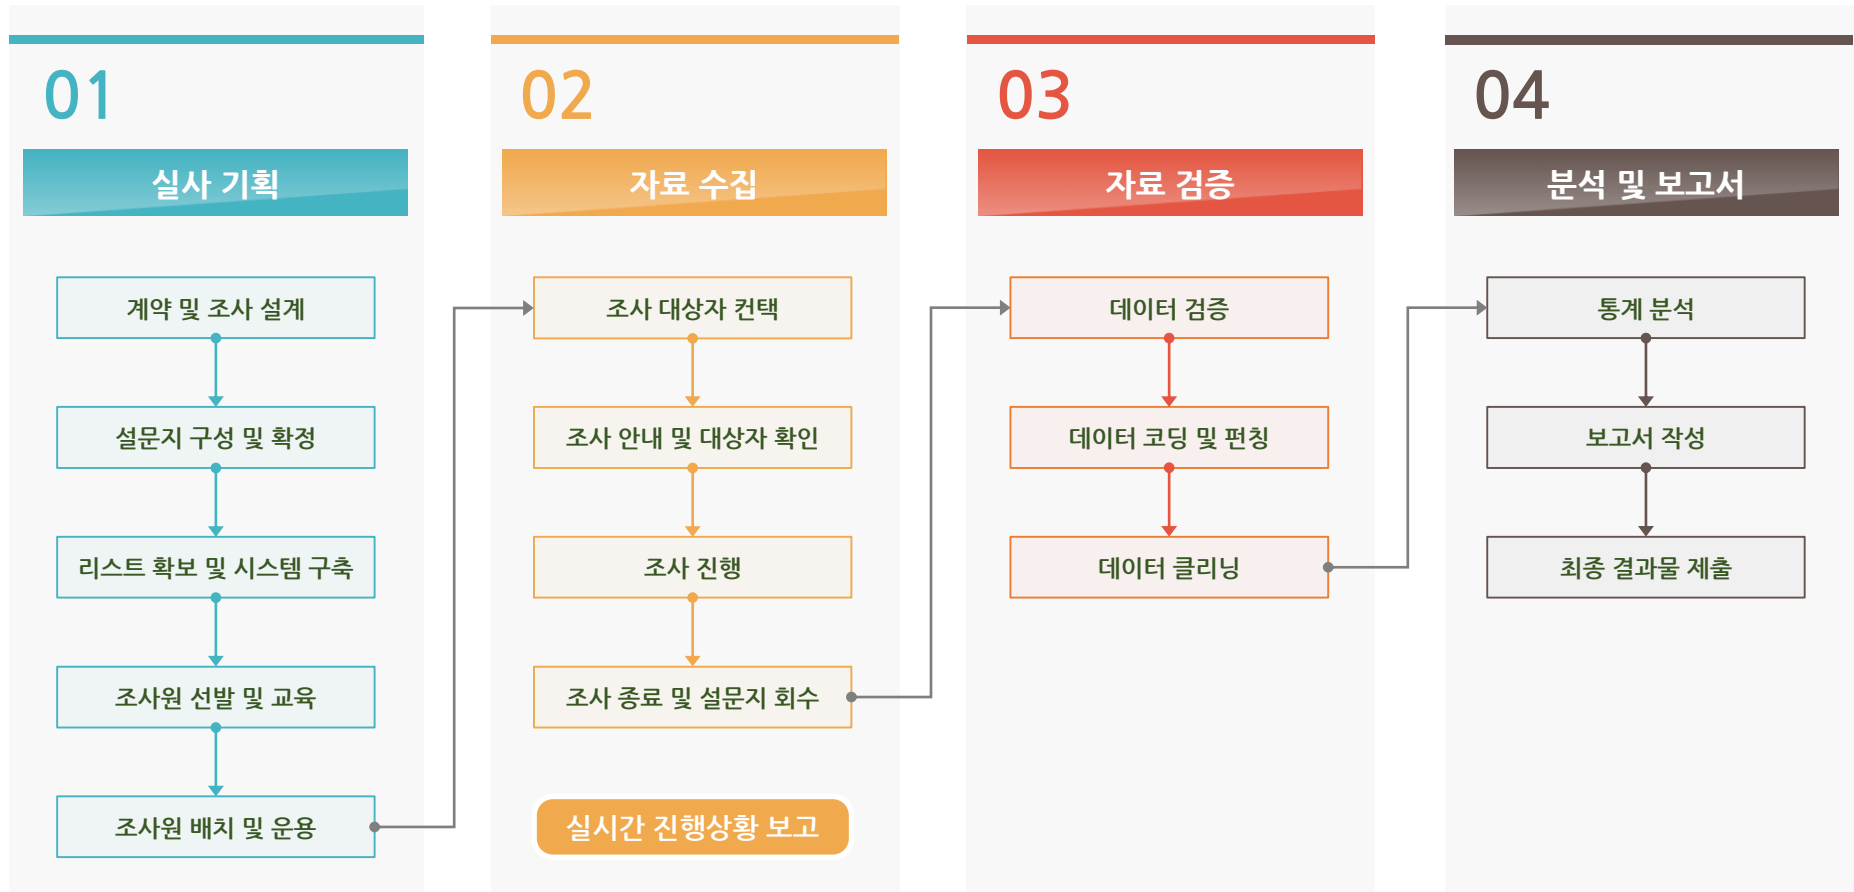 01
실사 기획
계약 및 조사 설계
설문지 구성 및 확정
리스트 확보 및 시스템 구축
조사원 선발 및 교육
조사원 배치 및 운용
02
자료 수집
조사 대상자 컨택
조사 안내 및 대상자 확인
조사 진행
조사 종료 및 설문지 회수
실시간 진행상황 보고
03
자료 검증
데이터 검증
데이터 코딩 및 펀칭
데이터 클리닝
04
분석 및 보고서
통계 분석
보고서 작성
최종 결과물 제출